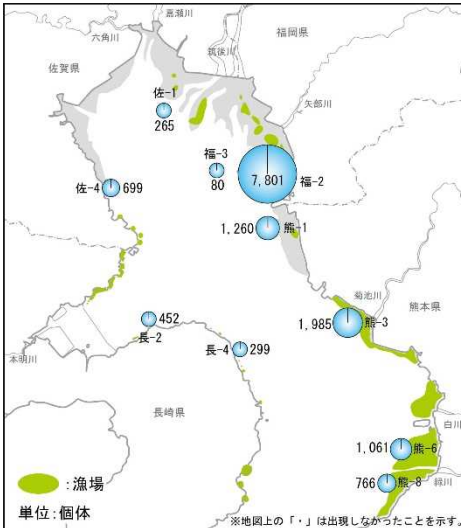 嘉瀬川
六角川
筑後川
福岡県
佐賀県
矢部川
佐-1
265
福-3
80
7,801
福-2
佐-4
699
1,260
熊-1
菊池川
熊本県
452
長-2
1,985
熊-3
長-4
299
本明川
長崎県
白川
1,061
熊-6
766
熊-8
緑川
:漁場
単位:個体
※地図上の「・」は出現しなかったことを示す。